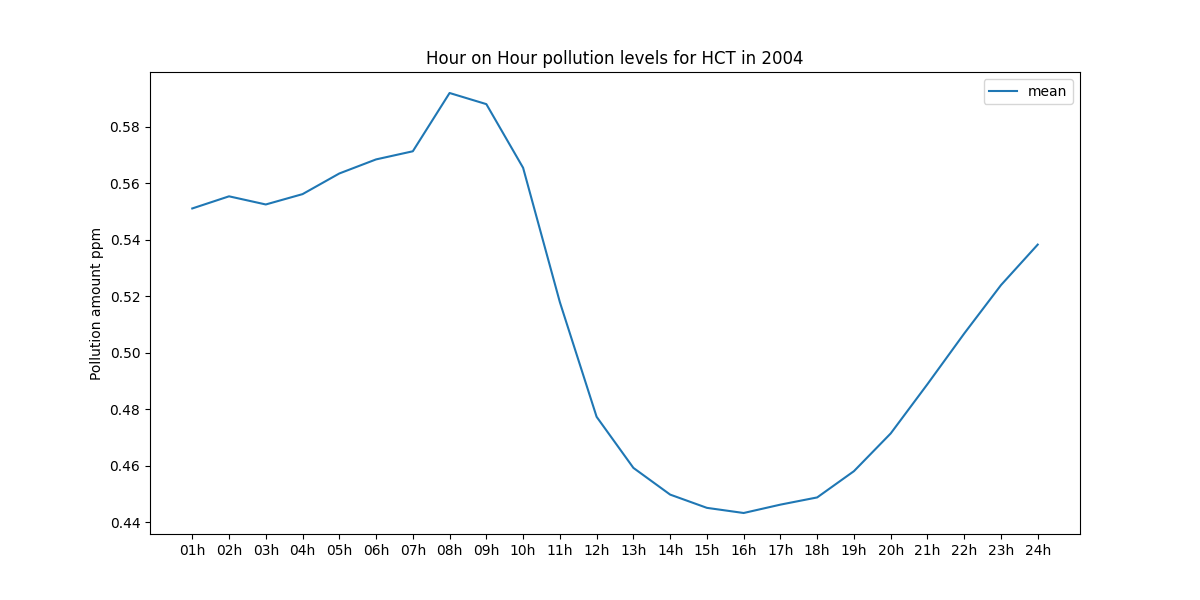 Hour on Hour pollution levels for HCT in 2004
mean
Pollution amount ppm
0.58
0.56
0.54
0.52
0.50
0.48
0.46
0.44
01h 02h 03h 04h 05h 06h 07h 08h 09h 10h 11h 12h 13h 14h 15h 16h 17h 18h 19h 20h 21h 22h 23h 24h